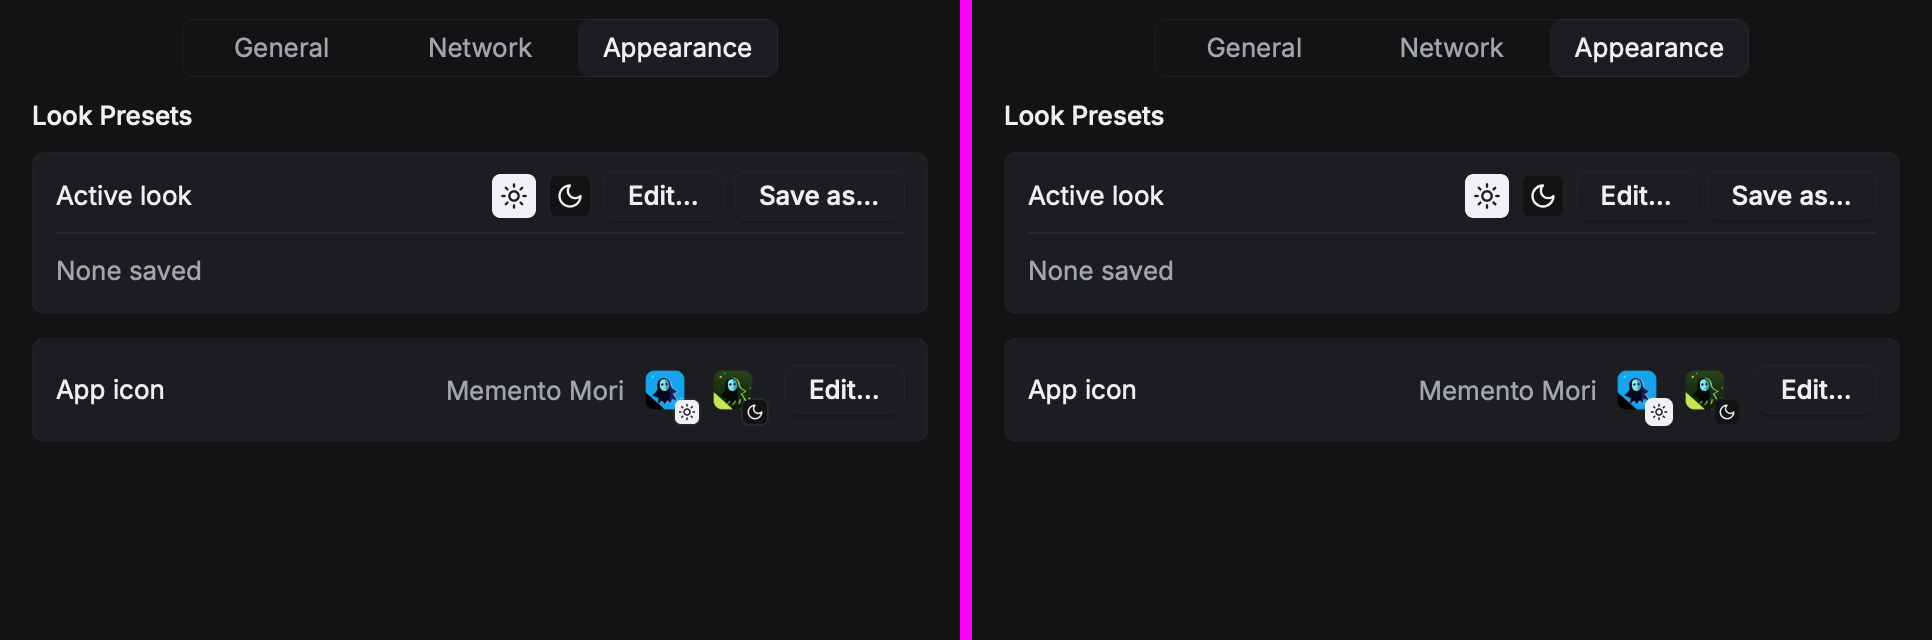 General Network Appearance
Look Presets
Active look Edit... Save as...
None saved
App icon Memento Mori Edit...
General Network Appearance
Look Presets
Active look Edit... Save as...
None saved
App icon Memento Mori Edit...